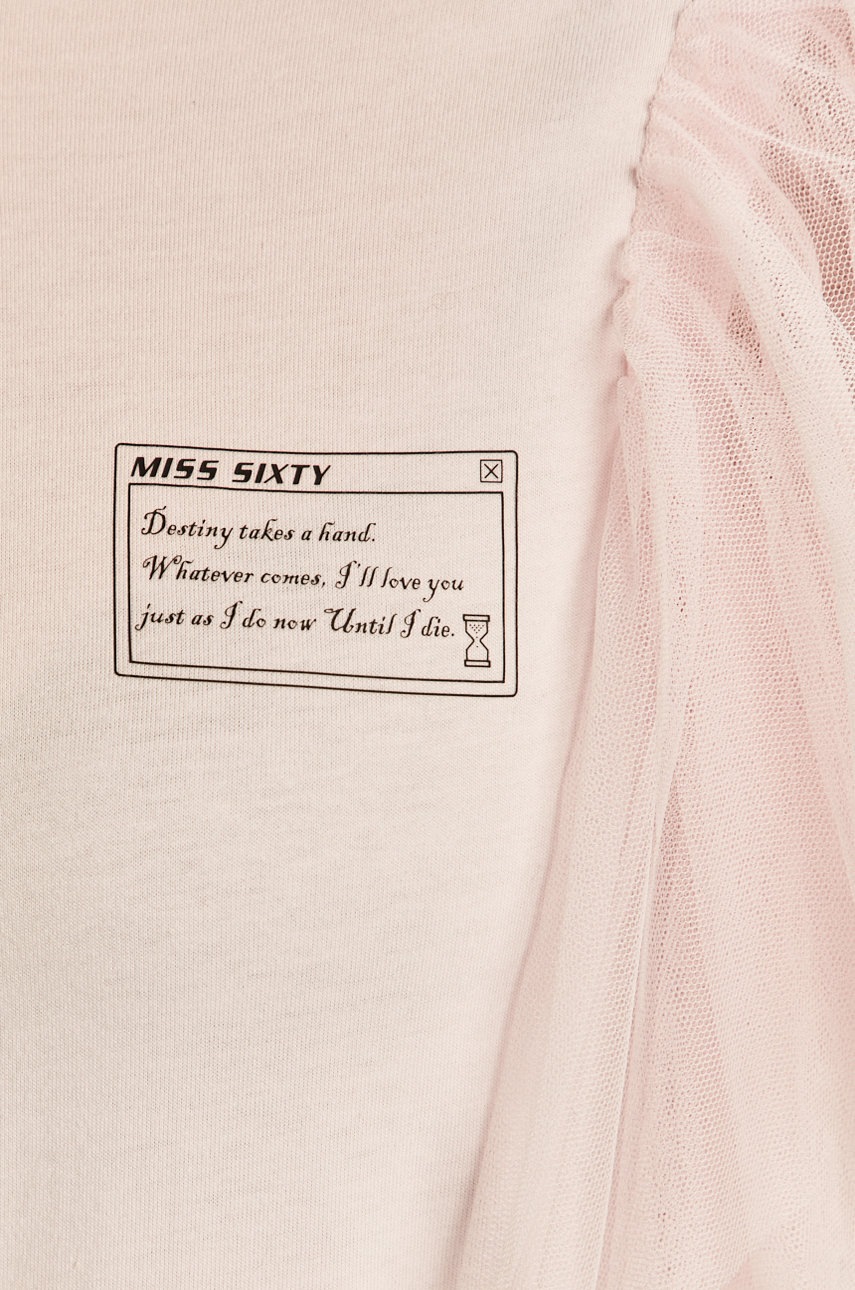 MISS SIXTY
Destiny takes a hand.
Whatever comes, I'll love you
just as I do now Until I die.